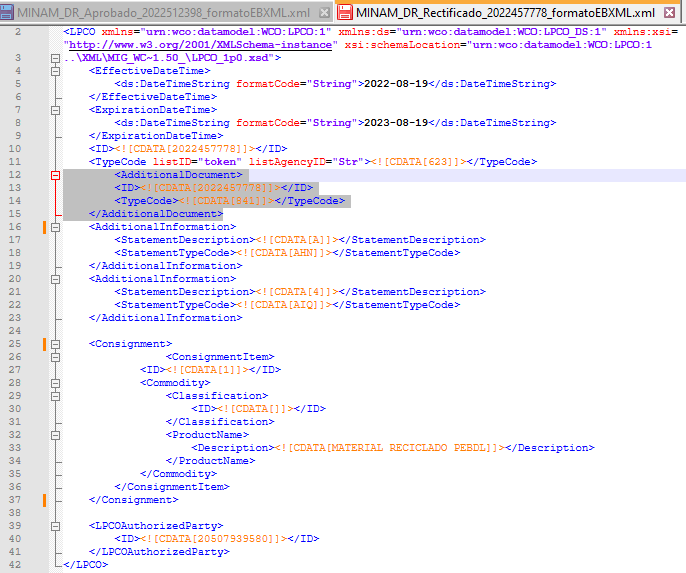 MINAM_DR_Aprobado_2022512398_formatoEBXML.xml MINAM_DR_Rectificado_2022457778_formatoEBXML.xml
2 <LPCO xmlns="urn:wco:datamodel:WCO:LPCO:1" xmlns:ds="urn:wco:datamodel:WCO:LPCO_DS:1" xmlns:xsi=
"http://www.w3.org/2001/XMLSchema-instance" xsi:schemaLocation="urn:wco:datamodel:WCO:LPCO:1
3 ..\XML\MIG_WC~1.50_\LPCO_1p0.xsd">
4 <EffectiveDateTime>
5 <ds:DateTimeString formatCode="String">2022-08-19</ds:DateTimeString>
6 </EffectiveDateTime>
7 <ExpirationDateTime>
8 <ds:DateTimeString formatCode="String">2023-08-19</ds:DateTimeString>
9 </ExpirationDateTime>
10 <ID><![CDATA[2022457778]]></ID>
11 <TypeCode listID="token" listAgencyID="Str"><![CDATA[623]]></TypeCode>
12 <AdditionalDocument>
13 <ID><![CDATA[2022457778]]></ID>
14 <TypeCode><![CDATA[841]]></TypeCode>
15 </AdditionalDocument>
16 <AdditionalInformation>
17 <StatementDescription><![CDATA[A]]></StatementDescription>
18 <StatementTypeCode><![CDATA[AHN]]></StatementTypeCode>
19 </AdditionalInformation>
20 <AdditionalInformation>
21 <StatementDescription><![CDATA[4]]></StatementDescription>
22 <StatementTypeCode><![CDATA[AIQ]]></StatementTypeCode>
23 </AdditionalInformation>
24
25 <Consignment>
26 <ConsignmentItem>
27 <ID><![CDATA[1]]></ID>
28 <Commodity>
29 <Classification>
30 <ID><![CDATA[]]></ID>
31 </Classification>
32 <ProductName>
33 <Description><![CDATA[MATERIAL RECICLADO PEBDL]]></Description>
34 </ProductName>
35 </Commodity>
36 </ConsignmentItem>
37 </Consignment>
38
39 <LPCOAuthorizedParty>
40 <ID><![CDATA[20507939580]]></ID>
41 </LPCOAuthorizedParty>
42 </LPCO>